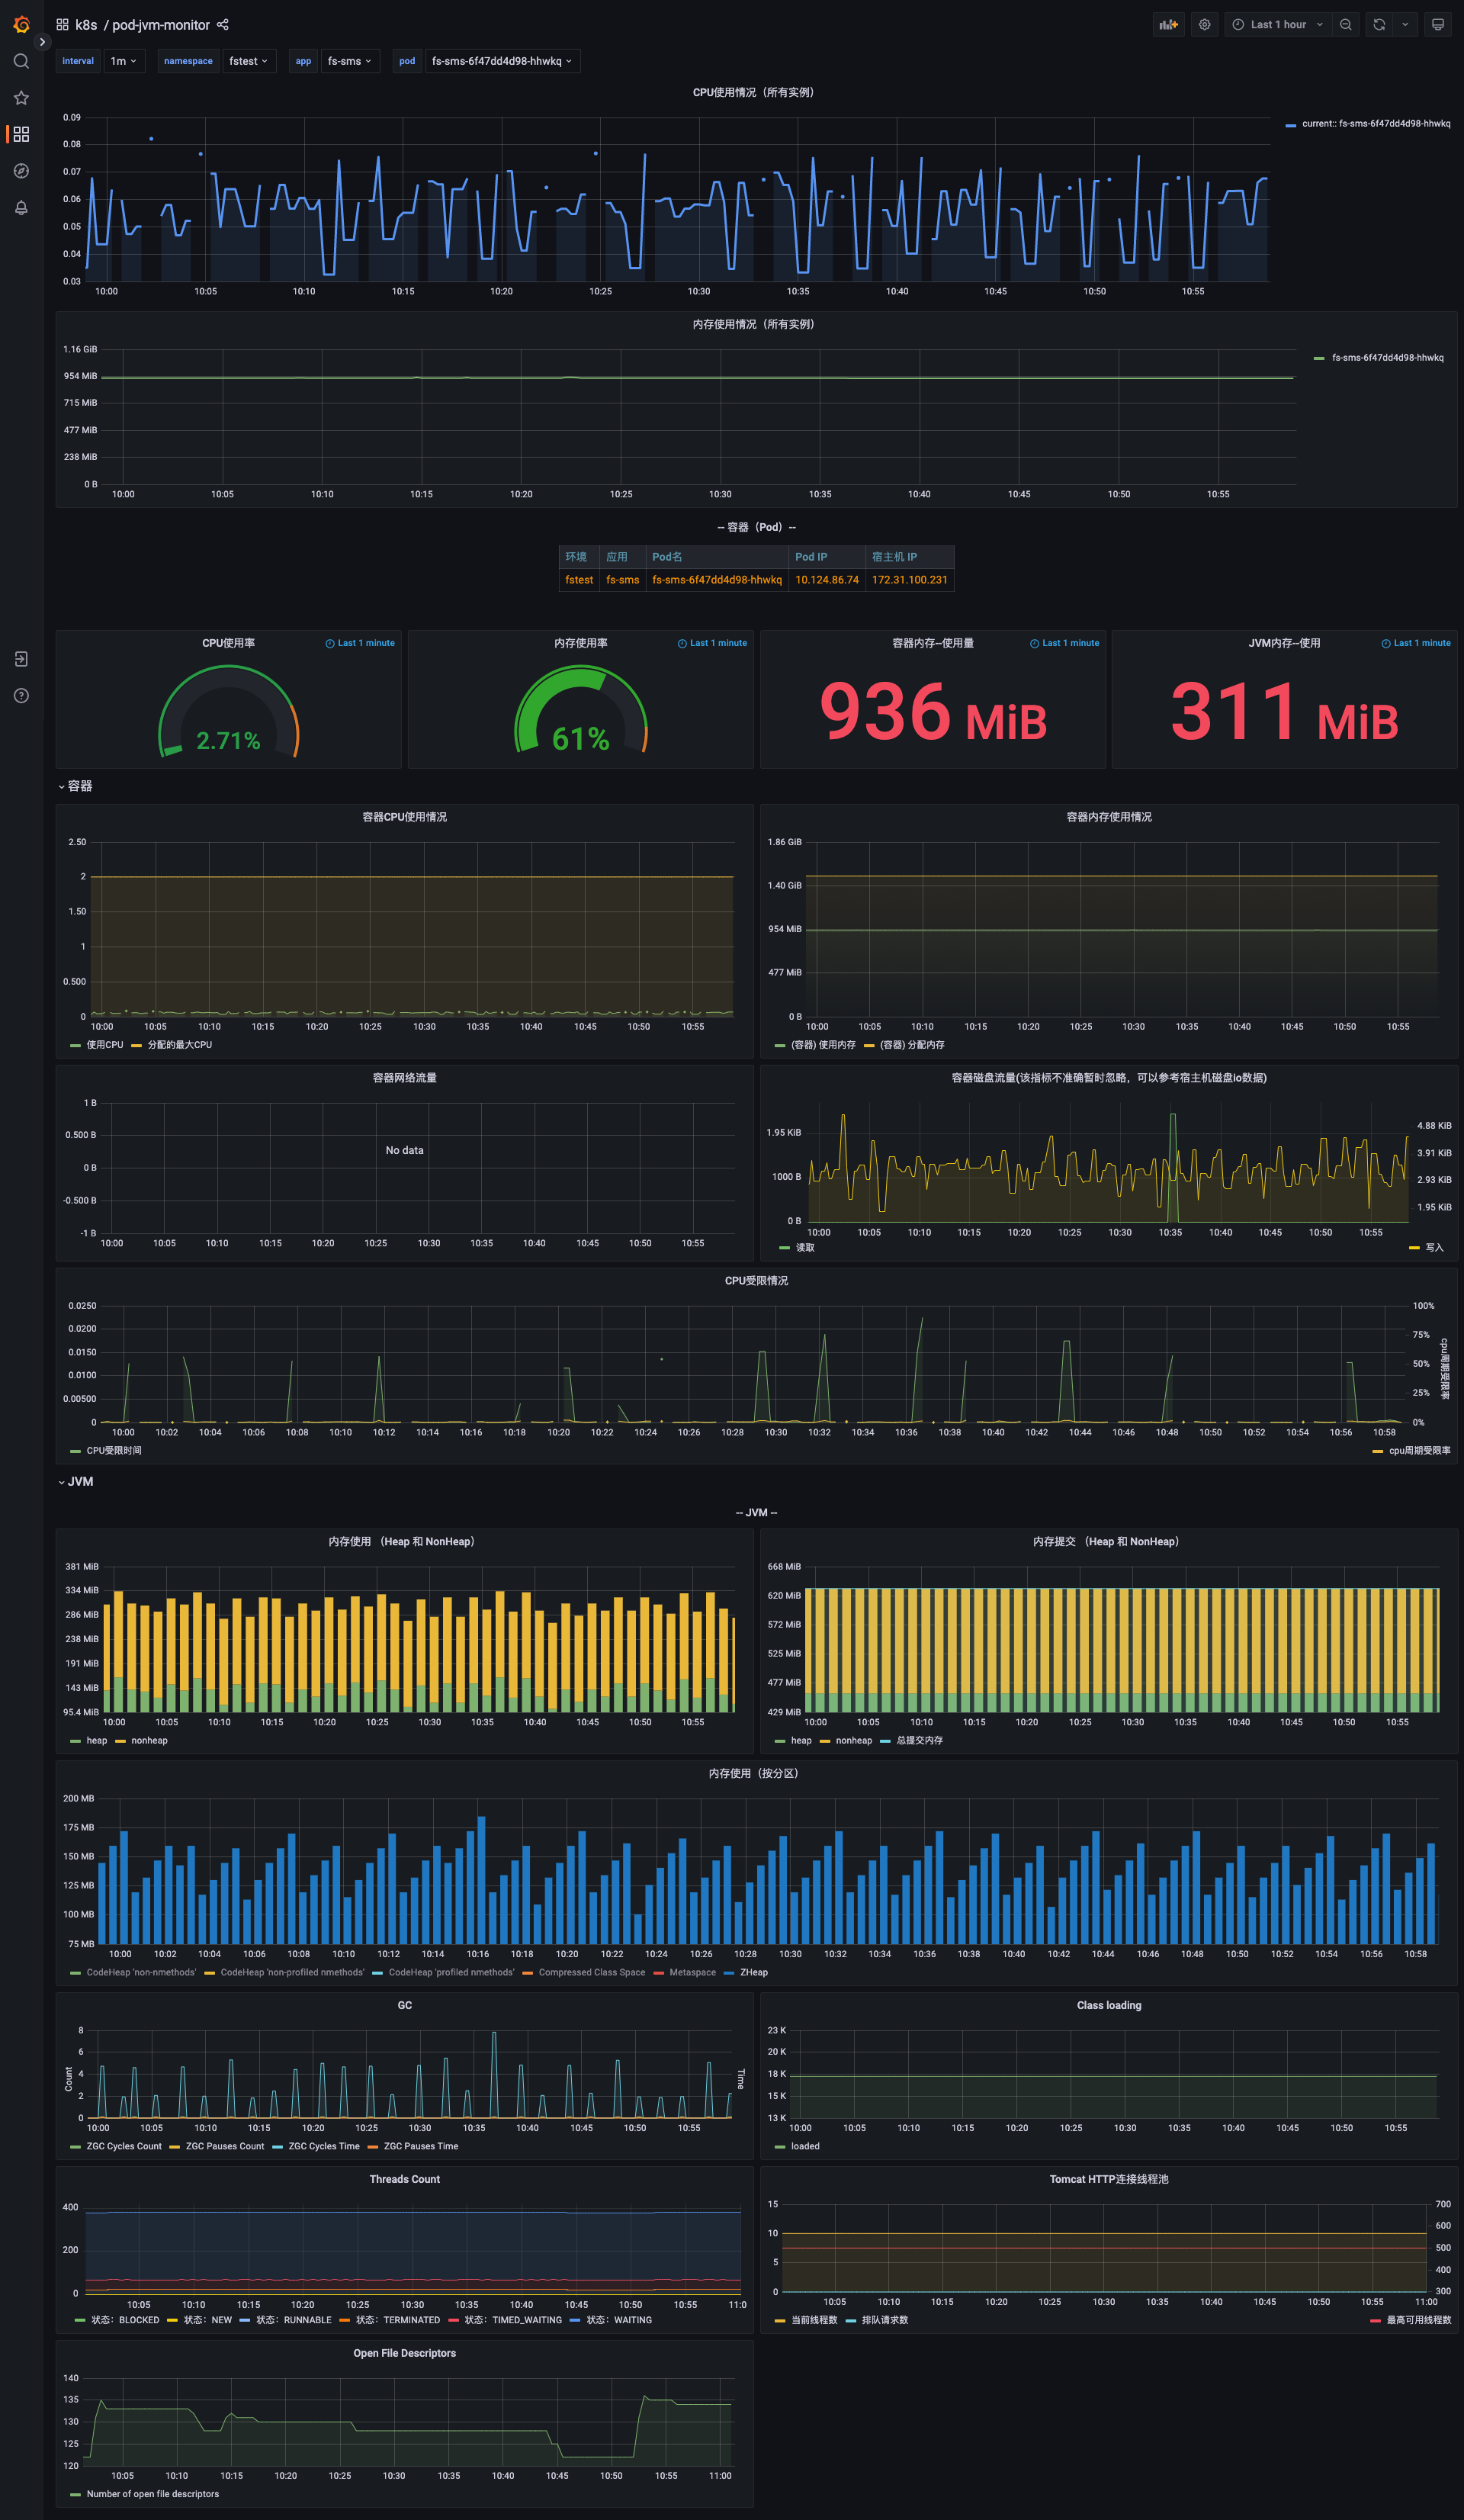 k8s / pod-jvm-monitor
Last 1 hour
interval 1m namespace fstest app fs-sms pod fs-sms-6f47dd4d98-hhwkq
CPU使用情况（所有实例）
0.09
0.08
0.07
0.06
0.05
0.04
0.03
10:00 10:05 10:10 10:15 10:20 10:25 10:30 10:35 10:40 10:45 10:50 10:55
current:: fs-sms-6f47dd4d98-hhwkq
内存使用情况（所有实例）
1.16 GiB
954 MiB
715 MiB
477 MiB
238 MiB
0 B
10:00 10:05 10:10 10:15 10:20 10:25 10:30 10:35 10:40 10:45 10:50 10:55
fs-sms-6f47dd4d98-hhwkq
-- 容器（Pod）--
环境 应用 Pod名 Pod IP 宿主机 IP
fstest fs-sms fs-sms-6f47dd4d98-hhwkq 10.124.86.74 172.31.100.231
CPU使用率 Last 1 minute
2.71%
内存使用率 Last 1 minute
61%
容器内存--使用量 Last 1 minute
936 MiB
JVM内存--使用 Last 1 minute
311 MiB
容器
容器CPU使用情况
2.50
2
1.50
1
0.500
0
10:00 10:05 10:10 10:15 10:20 10:25 10:30 10:35 10:40 10:45 10:50 10:55
使用CPU 分配的最大CPU
容器内存使用情况
1.86 GiB
1.40 GiB
954 MiB
477 MiB
0 B
10:00 10:05 10:10 10:15 10:20 10:25 10:30 10:35 10:40 10:45 10:50 10:55
(容器) 使用内存 (容器) 分配内存
容器网络流量
1 B
0.500 B
0 B
-0.500 B
-1 B
No data
10:00 10:05 10:10 10:15 10:20 10:25 10:30 10:35 10:40 10:45 10:50 10:55
容器磁盘流量(该指标不准确暂时忽略，可以参考宿主机磁盘io数据)
1.95 KiB
1000 B
0 B
4.88 KiB
3.91 KiB
2.93 KiB
1.95 KiB
10:00 10:05 10:10 10:15 10:20 10:25 10:30 10:35 10:40 10:45 10:50 10:55
读取 写入
CPU受限情况
0.0250
0.0200
0.0150
0.0100
0.00500
0
100%
75%
50%
25%
0%
cpu周期受限率
10:00 10:02 10:04 10:06 10:08 10:10 10:12 10:14 10:16 10:18 10:20 10:22 10:24 10:26 10:28 10:30 10:32 10:34 10:36 10:38 10:40 10:42 10:44 10:46 10:48 10:50 10:52 10:54 10:56 10:58
CPU受限时间 cpu周期受限率
JVM
-- JVM --
内存使用 （Heap 和 NonHeap）
381 MiB
334 MiB
286 MiB
238 MiB
191 MiB
143 MiB
95.4 MiB
10:00 10:05 10:10 10:15 10:20 10:25 10:30 10:35 10:40 10:45 10:50 10:55
heap nonheap
内存提交 （Heap 和 NonHeap）
668 MiB
620 MiB
572 MiB
525 MiB
477 MiB
429 MiB
10:00 10:05 10:10 10:15 10:20 10:25 10:30 10:35 10:40 10:45 10:50 10:55
heap nonheap 总提交内存
内存使用（按分区）
200 MB
175 MB
150 MB
125 MB
100 MB
75 MB
10:00 10:02 10:04 10:06 10:08 10:10 10:12 10:14 10:16 10:18 10:20 10:22 10:24 10:26 10:28 10:30 10:32 10:34 10:36 10:38 10:40 10:42 10:44 10:46 10:48 10:50 10:52 10:54 10:56 10:58
CodeHeap 'non-nmethods' CodeHeap 'non-profiled nmethods' CodeHeap 'profiled nmethods' Compressed Class Space Metaspace ZHeap
GC
8
6
4
2
0
Count
Time
10:00 10:05 10:10 10:15 10:20 10:25 10:30 10:35 10:40 10:45 10:50 10:55
ZGC Cycles Count ZGC Pauses Count ZGC Cycles Time ZGC Pauses Time
Class loading
23 K
20 K
18 K
15 K
13 K
10:00 10:05 10:10 10:15 10:20 10:25 10:30 10:35 10:40 10:45 10:50 10:55
loaded
Threads Count
400
200
0
10:05 10:10 10:15 10:20 10:25 10:30 10:35 10:40 10:45 10:50 10:55 11:0
状态：BLOCKED 状态：NEW 状态：RUNNABLE 状态：TERMINATED 状态：TIMED_WAITING 状态：WAITING
Tomcat HTTP连接线程池
15
10
5
0
700
600
500
400
300
10:05 10:10 10:15 10:20 10:25 10:30 10:35 10:40 10:45 10:50 10:55 11:00
当前线程数 排队请求数 最高可用线程数
Open File Descriptors
140
135
130
125
120
10:05 10:10 10:15 10:20 10:25 10:30 10:35 10:40 10:45 10:50 10:55 11:00
Number of open file descriptors